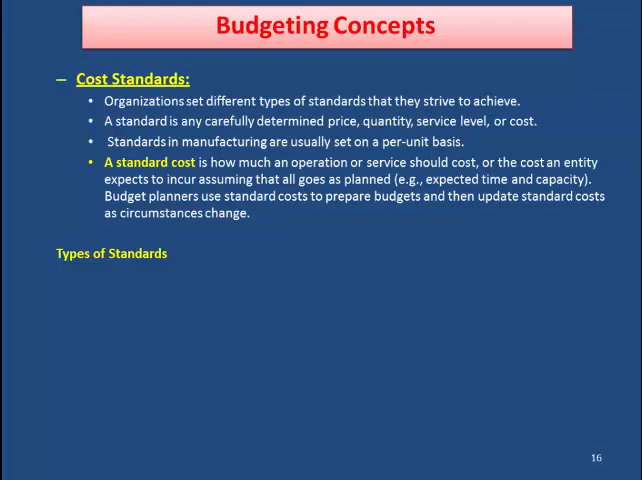 Budgeting Concepts
– Cost Standards:
• Organizations set different types of standards that they strive to achieve.
• A standard is any carefully determined price, quantity, service level, or cost.
• Standards in manufacturing are usually set on a per-unit basis.
• A standard cost is how much an operation or service should cost, or the cost an entity
expects to incur assuming that all goes as planned (e.g., expected time and capacity).
Budget planners use standard costs to prepare budgets and then update standard costs
as circumstances change.
Types of Standards
16